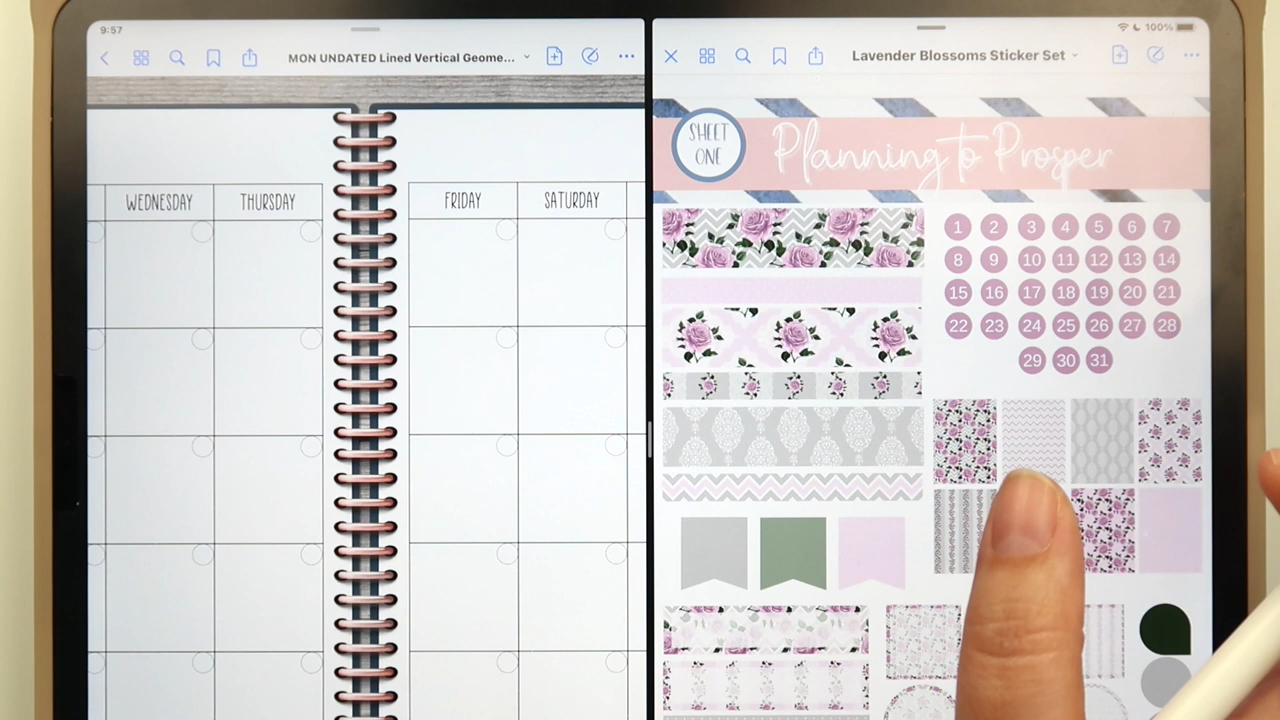 9:57
100%
MON UNDATED Lined Vertical Geome...
Lavender Blossoms Sticker Set
SHEET
ONE
Planning to Prosper
WEDNESDAY
THURSDAY
FRIDAY
SATURDAY
1 2 3 4 5 6 7
8 9 10 11 12 13 14
15 16 17 18 19 20 21
22 23 24 25 26 27 28
29 30 31